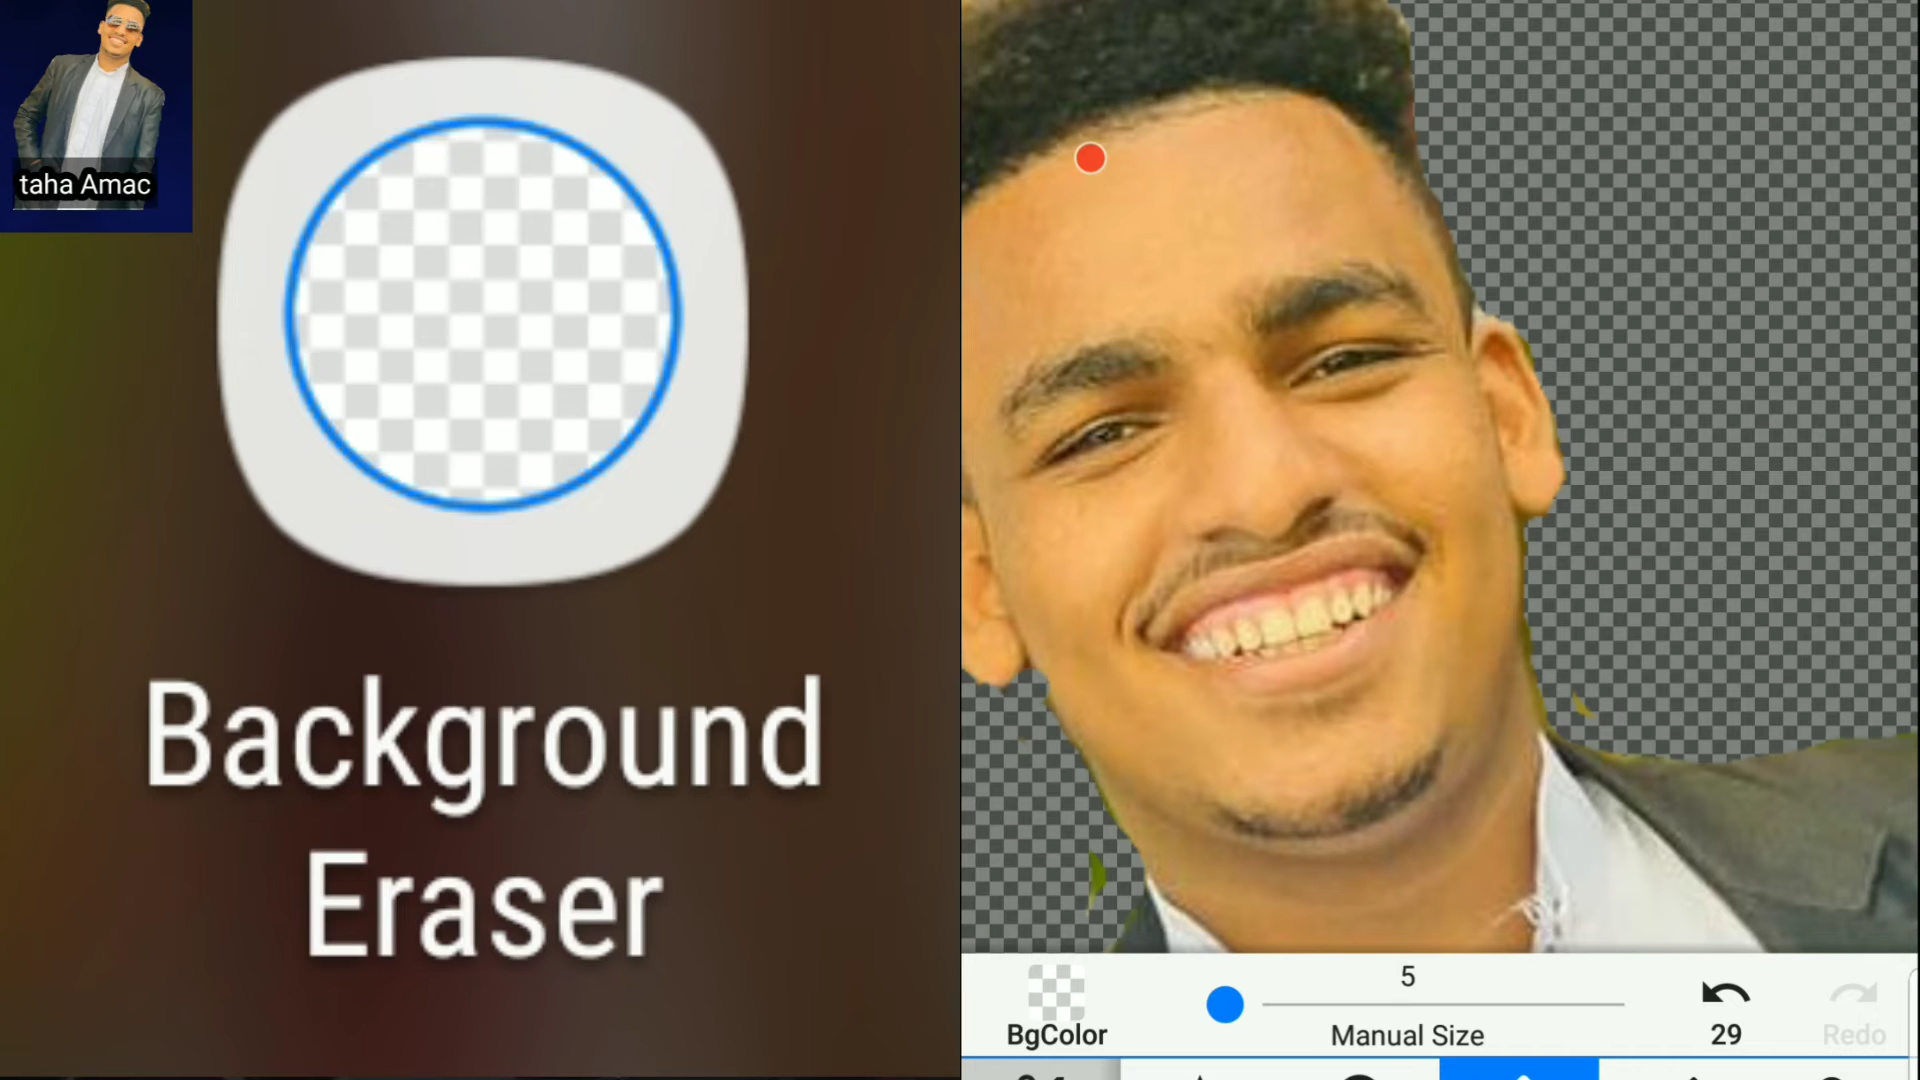 taha Amac
Background
Eraser
5
BgColor
Manual Size
29
Redo